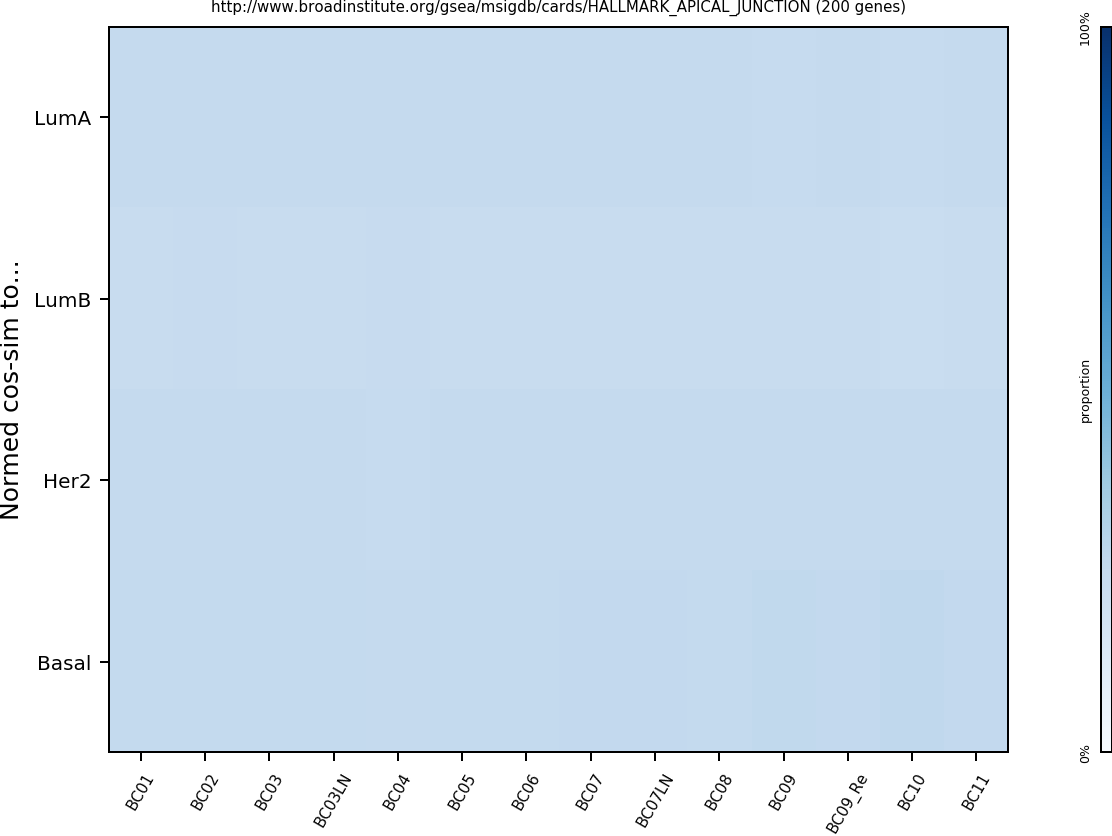 http://www.broadinstitute.org/gsea/msigdb/cards/HALLMARK_APICAL_JUNCTION (200 genes)
Normed cos-sim to...
LumA
LumB
Her2
Basal
BC01
BC02
BC03
BC03LN
BC04
BC05
BC06
BC07
BC07LN
BC08
BC09
BC09_Re
BC10
BC11
100%
proportion
0%